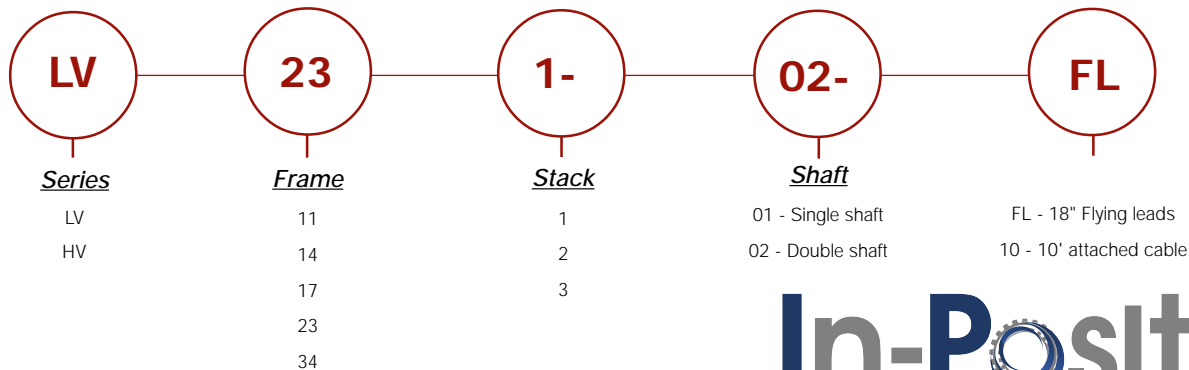 LV 23 1- 02- FL
Series Frame Stack Shaft
LV 11 1 01 - Single shaft FL - 18" Flying leads
HV 14 2 02 - Double shaft 10 - 10' attached cable
17 3
23
34
In-Posit